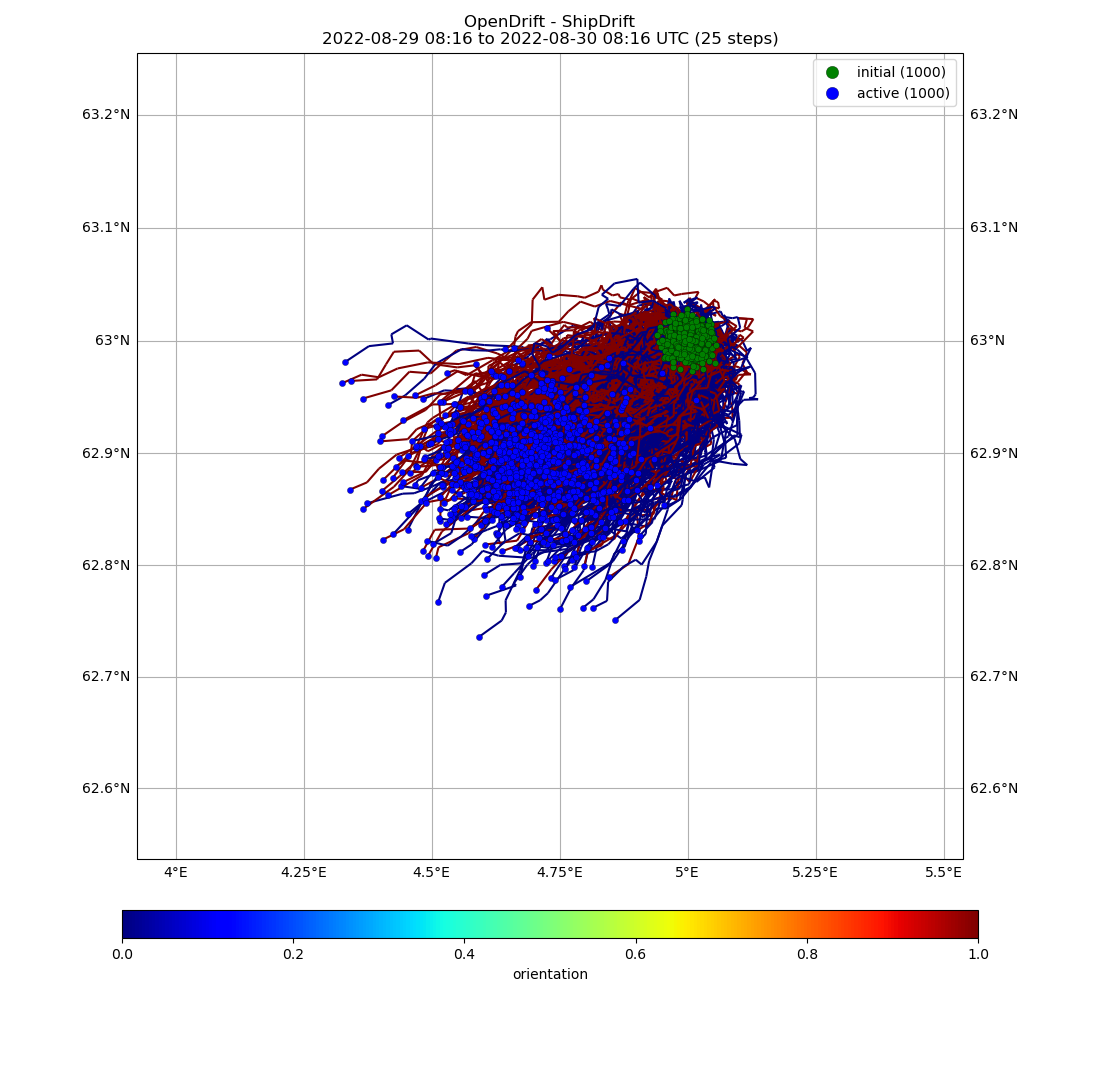 OpenDrift - ShipDrift
2022-08-29 08:16 to 2022-08-30 08:16 UTC (25 steps)
initial (1000)
active (1000)
63.2°N 63.2°N
63.1°N 63.1°N
63°N 63°N
62.9°N 62.9°N
62.8°N 62.8°N
62.7°N 62.7°N
62.6°N 62.6°N
4°E 4.25°E 4.5°E 4.75°E 5°E 5.25°E 5.5°E
0.0 0.2 0.4 0.6 0.8 1.0
orientation